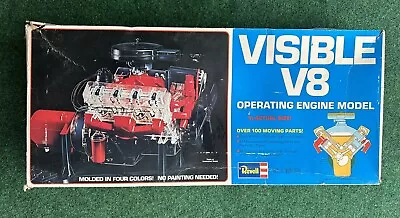 VISIBLE
V8
OPERATING ENGINE MODEL
OVER 100 MOVING PARTS!
Revell
MOLDED IN FOUR COLORS! NO PAINTING NEEDED!